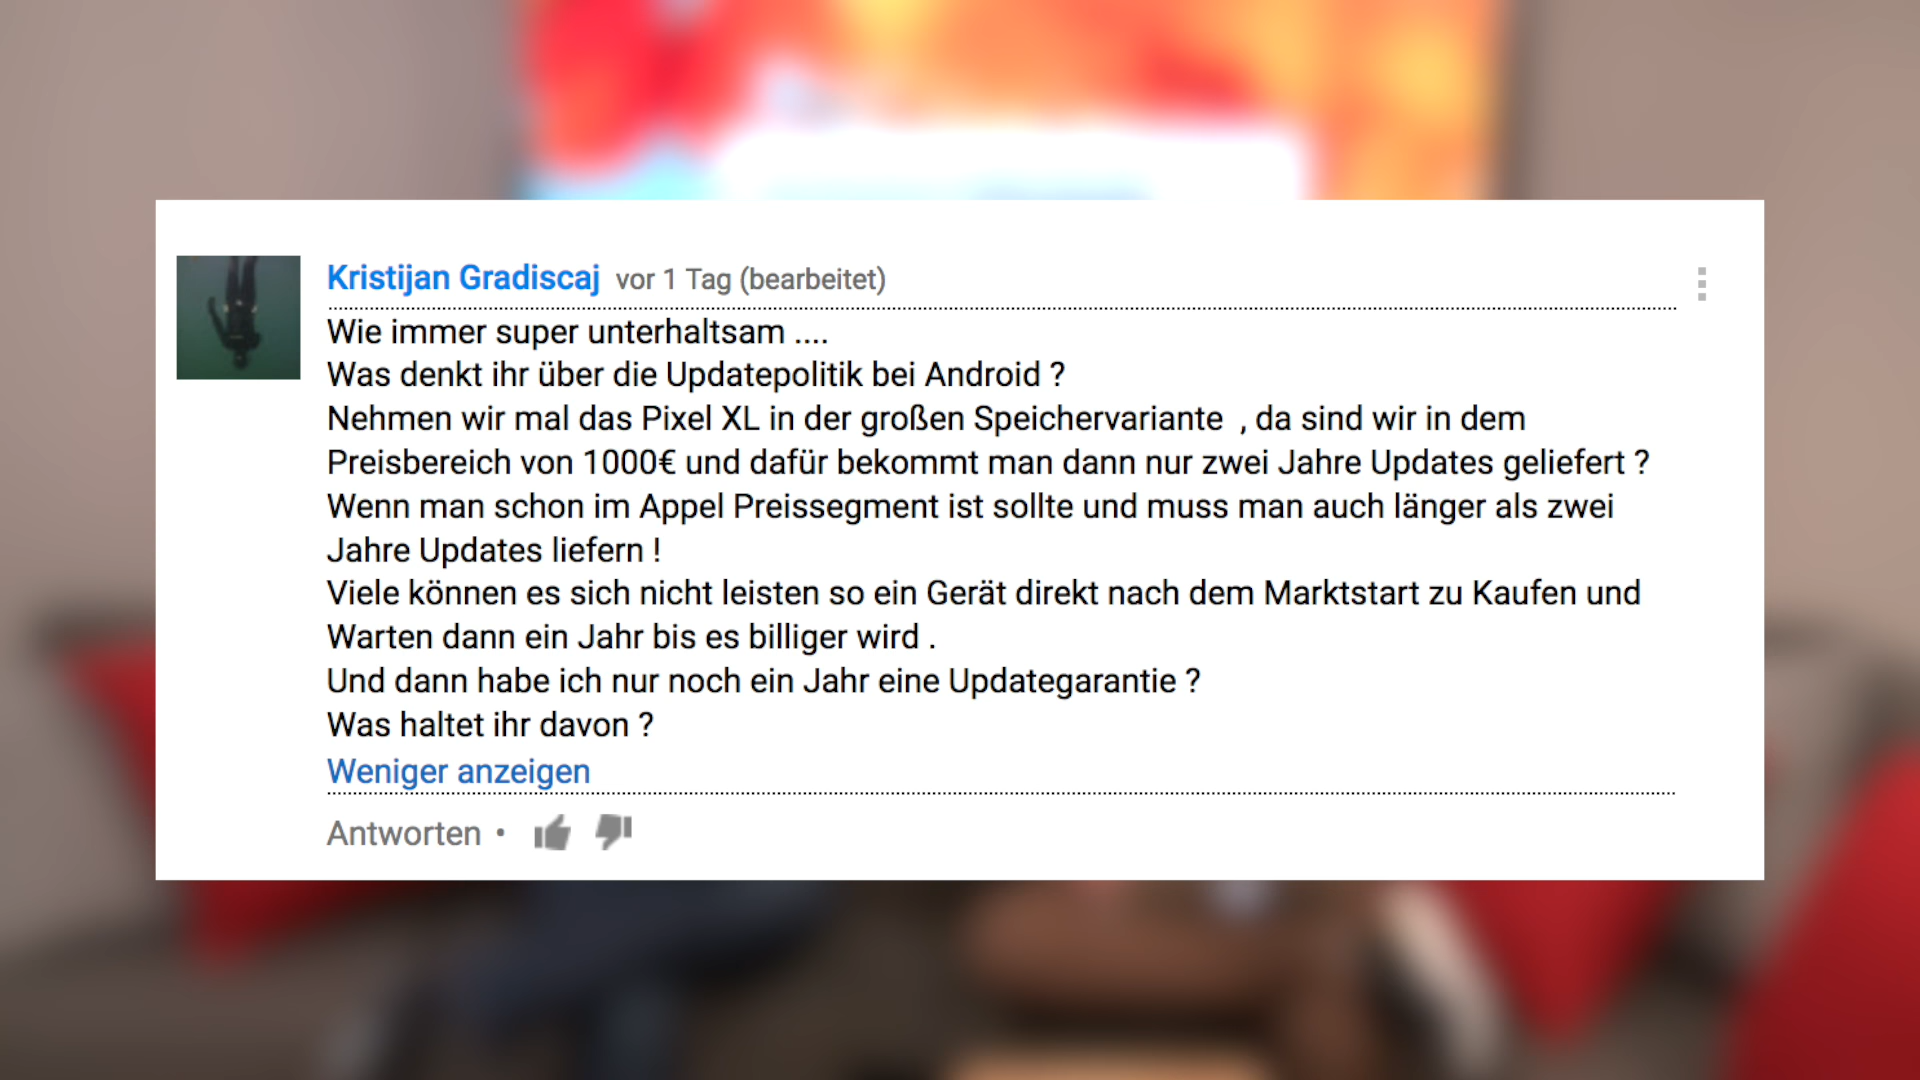 Kristijan Gradiscaj vor 1 Tag (bearbeitet)
Wie immer super unterhaltsam ....
Was denkt ihr über die Updatepolitik bei Android ?
Nehmen wir mal das Pixel XL in der großen Speichervariante , da sind wir in dem
Preisbereich von 1000€ und dafür bekommt man dann nur zwei Jahre Updates geliefert ?
Wenn man schon im Appel Preissegment ist sollte und muss man auch länger als zwei
Jahre Updates liefern !
Viele können es sich nicht leisten so ein Gerät direkt nach dem Marktstart zu Kaufen und
Warten dann ein Jahr bis es billiger wird .
Und dann habe ich nur noch ein Jahr eine Updategarantie ?
Was haltet ihr davon ?
Weniger anzeigen
Antworten •